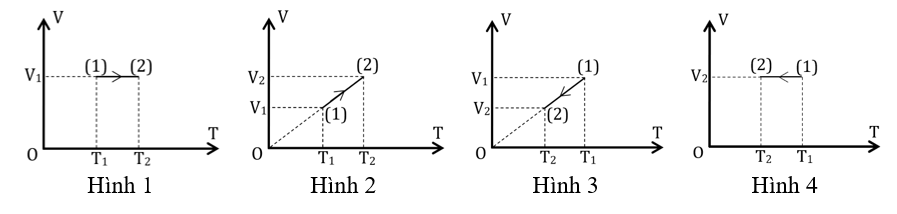 V
(1) (2)
V₁
T
O T₁ T₂
Hình 1
V
(2)
V₂
V₁
(1)
T
O T₁ T₂
Hình 2
V
(1)
V₁
V₂
(2)
T
O T₂ T₁
Hình 3
V
(2) (1)
V₂
T
O T₂ T₁
Hình 4